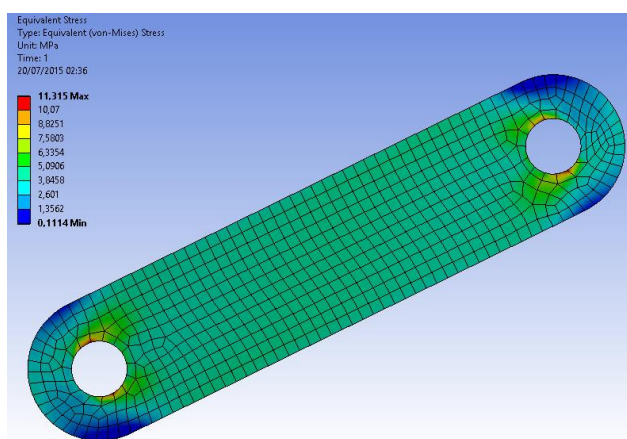 Equivalent Stress
Type: Equivalent (von-Mises) Stress
Unit: MPa
Time: 1
20/07/2015 02:36
11,315 Max
10,07
8,8251
7,5803
6,3354
5,0906
3,8458
2,601
1,3562
0,1114 Min